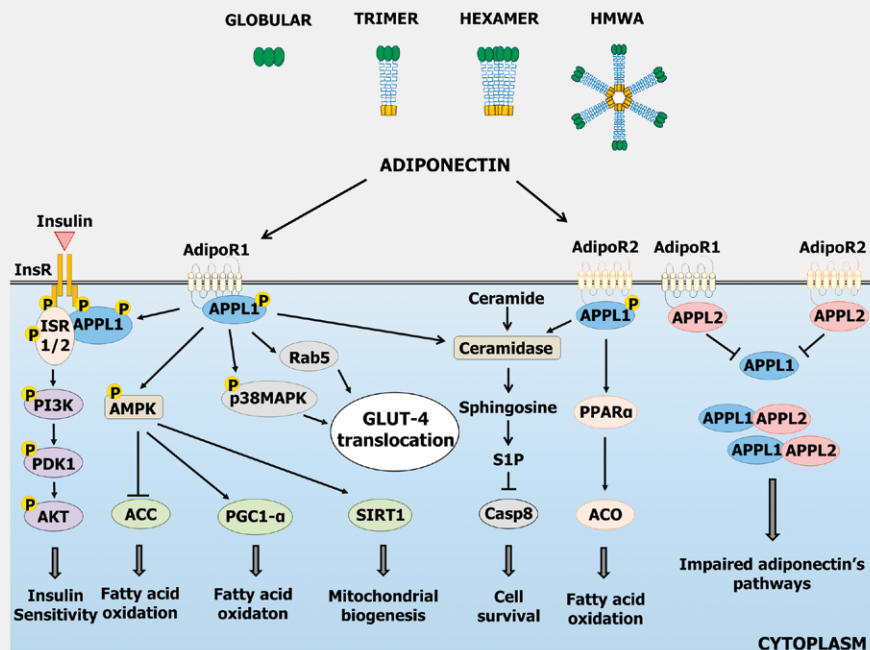 GLOBULAR
TRIMER
HEXAMER
HMWA
ADIPONECTIN
Insulin
InsR
AdipoR1
AdipoR2
AdipoR1
AdipoR2
P
P
P
APPL1
ISR
1/2
P
APPL1
P
Ceramide
APPL1
P
APPL2
APPL2
Rab5
Ceramidase
APPL1
P
PI3K
P
AMPK
P
p38MAPK
GLUT-4
translocation
Sphingosine
PPARα
APPL1
APPL2
APPL1
APPL2
P
PDK1
S1P
P
AKT
ACC
PGC1-α
SIRT1
Casp8
ACO
Impaired adiponectin's
pathways
Insulin
Sensitivity
Fatty acid
oxidation
Fatty acid
oxidaton
Mitochondrial
biogenesis
Cell
survival
Fatty acid
oxidation
CYTOPLASM